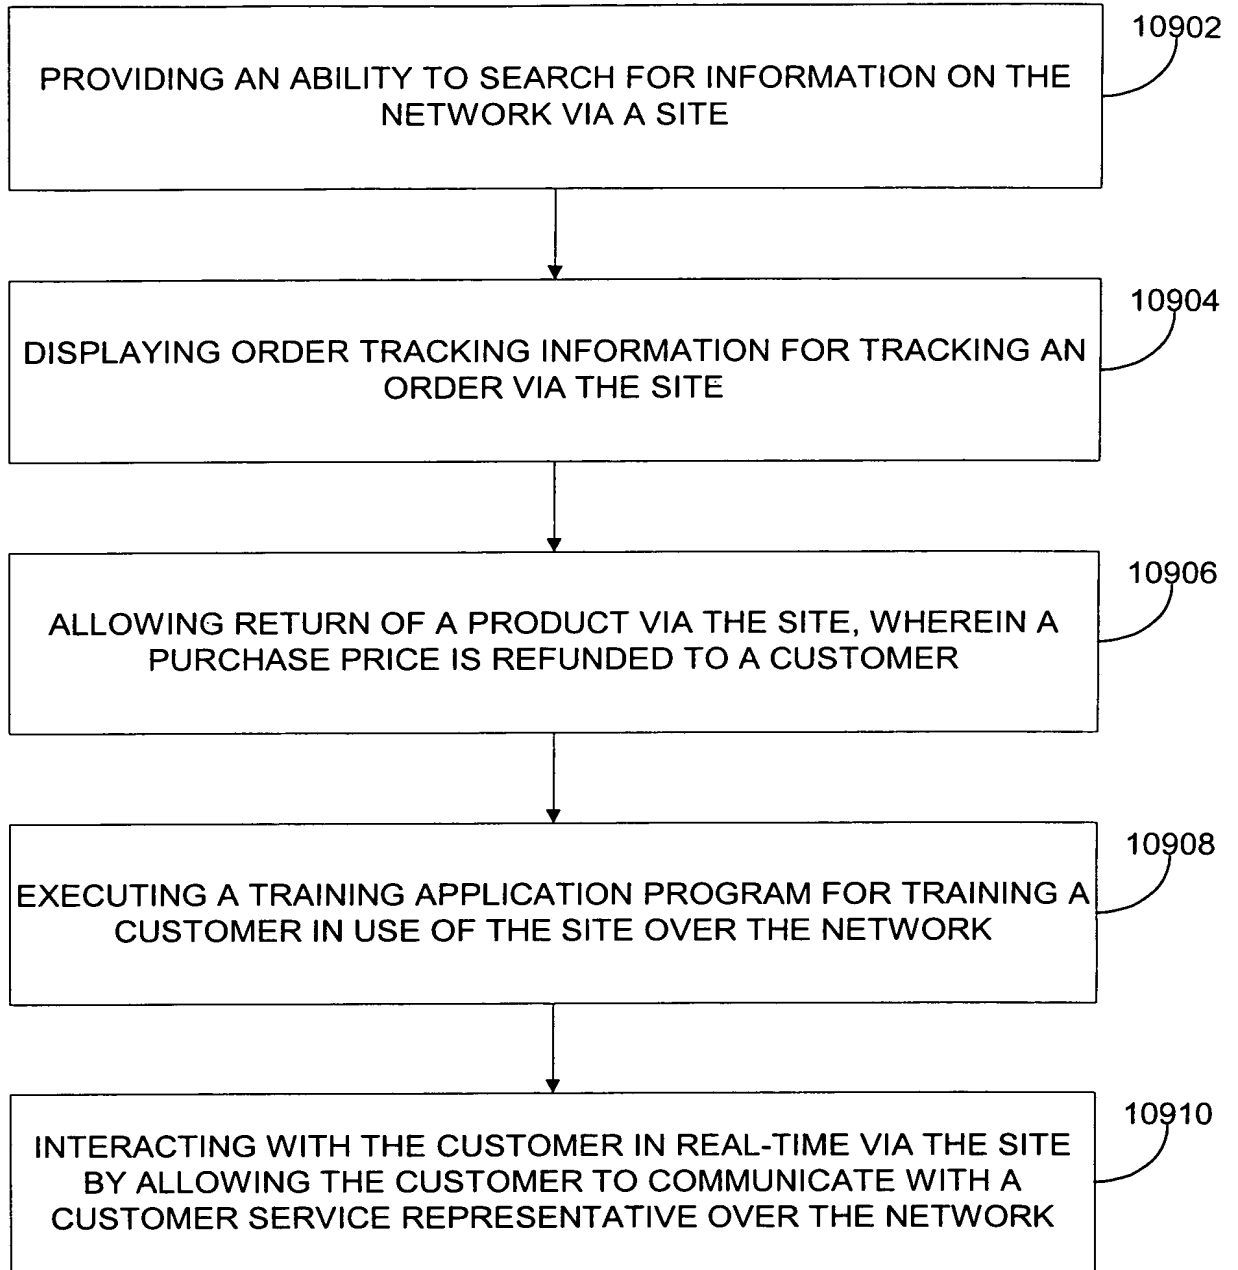 10902
PROVIDING AN ABILITY TO SEARCH FOR INFORMATION ON THE
NETWORK VIA A SITE
10904
DISPLAYING ORDER TRACKING INFORMATION FOR TRACKING AN
ORDER VIA THE SITE
10906
ALLOWING RETURN OF A PRODUCT VIA THE SITE, WHEREIN A
PURCHASE PRICE IS REFUNDED TO A CUSTOMER
10908
EXECUTING A TRAINING APPLICATION PROGRAM FOR TRAINING A
CUSTOMER IN USE OF THE SITE OVER THE NETWORK
10910
INTERACTING WITH THE CUSTOMER IN REAL-TIME VIA THE SITE
BY ALLOWING THE CUSTOMER TO COMMUNICATE WITH A
CUSTOMER SERVICE REPRESENTATIVE OVER THE NETWORK